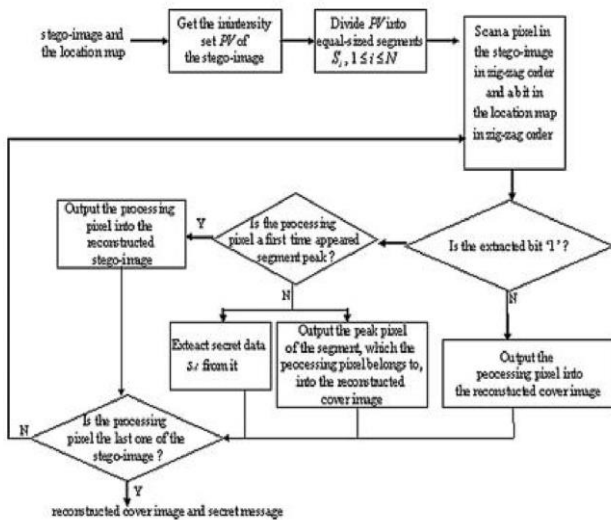 stego-image and
the location map
Get the inintensity
set PV of
the stego-image
Divide PV into
equal-sized segments
Si, 1≤i≤N
Scan a pixel in
the stego-image
in zig-zag order
and a bit in
the location map
in zig-zag order
Is the extracted bit '1' ?
Is the processing
pixel a first time appeared
segment peak ?
Y
Output the processing
pixel into the
reconstructed
stego-image
N
N
Exteact secret data
si from it
Output the peak pixel
of the segment, which the
peocessing pixel belongs to,
into the reconstructed
cover image
Output the
peocessing pixel into
the reconstucted cover image
Is the processing
pixel the last one of the
stego-image ?
N
Y
reconstructed cover image and secret message